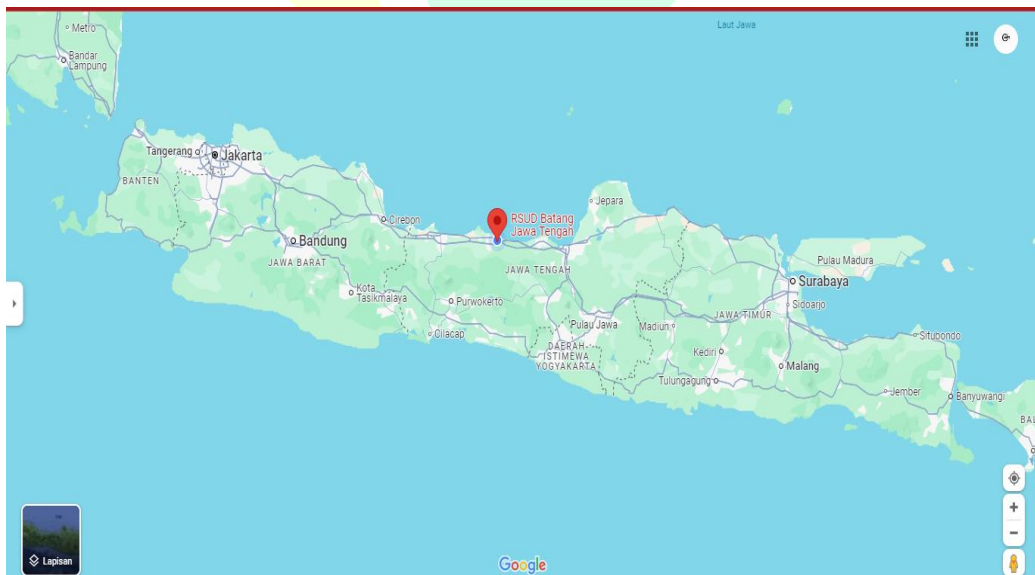 Laut Jawa
Metro
Bandar
Lampung
Tangerang
Jakarta
BANTEN
Jepara
RSUD Batang
Jawa Tengah
Cirebon
Bandung
JAWA BARAT
JAWA TENGAH
Pulau Madura
Surabaya
Sidoarjo
Kota
Tasikmalaya
Purwokerto
Cilacap
Pulau Jawa
Madiun
JAWA TIMUR
Situbondo
DAERAH
ISTIMEWA
YOGYAKARTA
Kediri
Malang
Tulungagung
Jember
Banyuwangi
BAL
Lapisan
Google